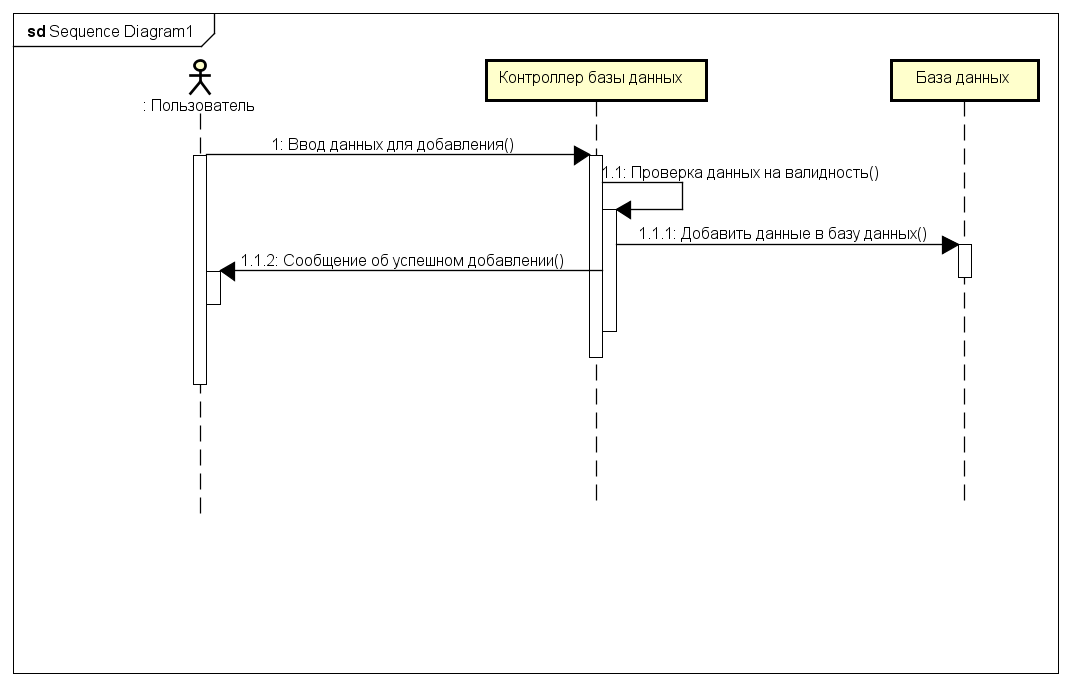 sd Sequence Diagram1
: Пользователь
Контроллер базы данных
База данных
1: Ввод данных для добавления()
1.1: Проверка данных на валидность()
1.1.1: Добавить данные в базу данных()
1.1.2: Сообщение об успешном добавлении()